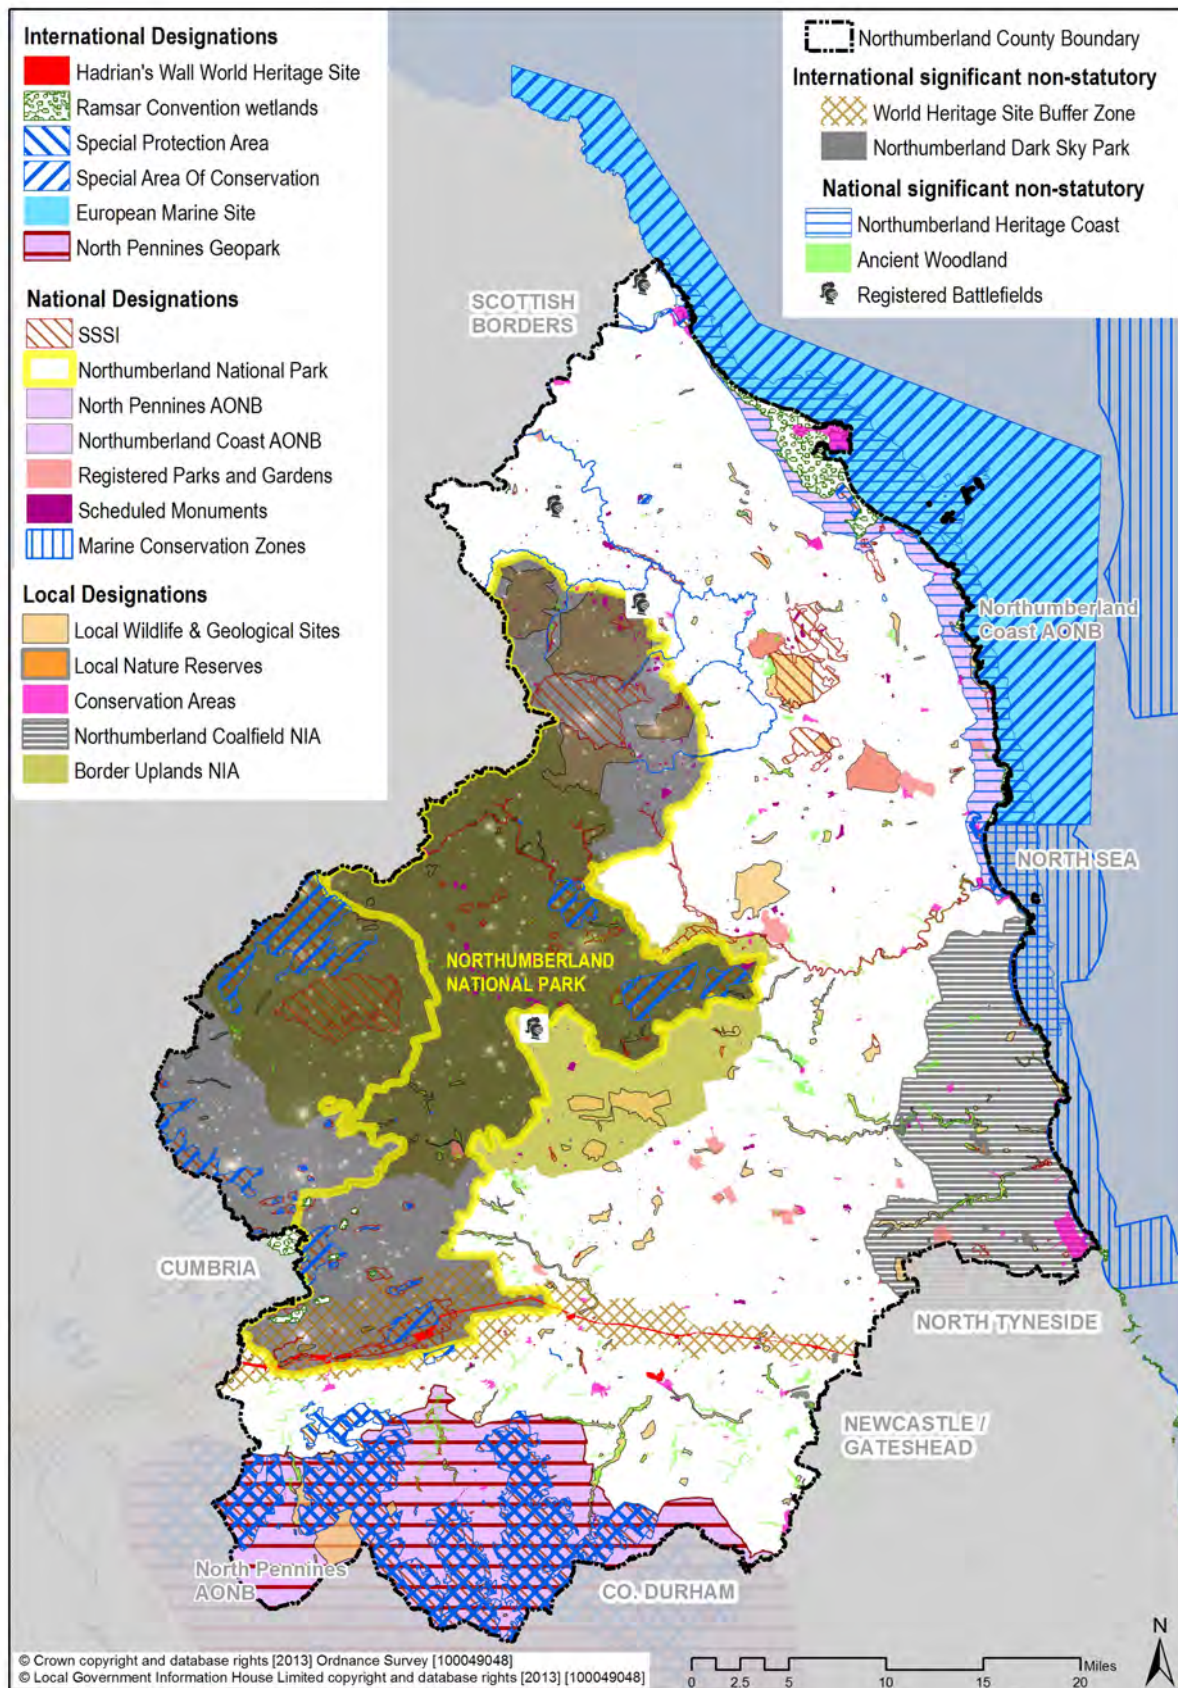 International Designations
Hadrian's Wall World Heritage Site
Ramsar Convention wetlands
Special Protection Area
Special Area Of Conservation
European Marine Site
North Pennines Geopark
National Designations
SSSI
Northumberland National Park
North Pennines AONB
Northumberland Coast AONB
Registered Parks and Gardens
Scheduled Monuments
Marine Conservation Zones
Local Designations
Local Wildlife & Geological Sites
Local Nature Reserves
Conservation Areas
Northumberland Coalfield NIA
Border Uplands NIA
Northumberland County Boundary
International significant non-statutory
World Heritage Site Buffer Zone
Northumberland Dark Sky Park
National significant non-statutory
Northumberland Heritage Coast
Ancient Woodland
Registered Battlefields
SCOTTISH
BORDERS
Northumberland
Coast AONB
NORTH SEA
NORTHUMBERLAND
NATIONAL PARK
CUMBRIA
NORTH TYNESIDE
NEWCASTLE /
GATESHEAD
North Pennines
AONB
CO. DURHAM
N
© Crown copyright and database rights [2013] Ordnance Survey [100049048]
© Local Government Information House Limited copyright and database rights [2013] [100049048]
Miles
0 2.5 5 10 15 20